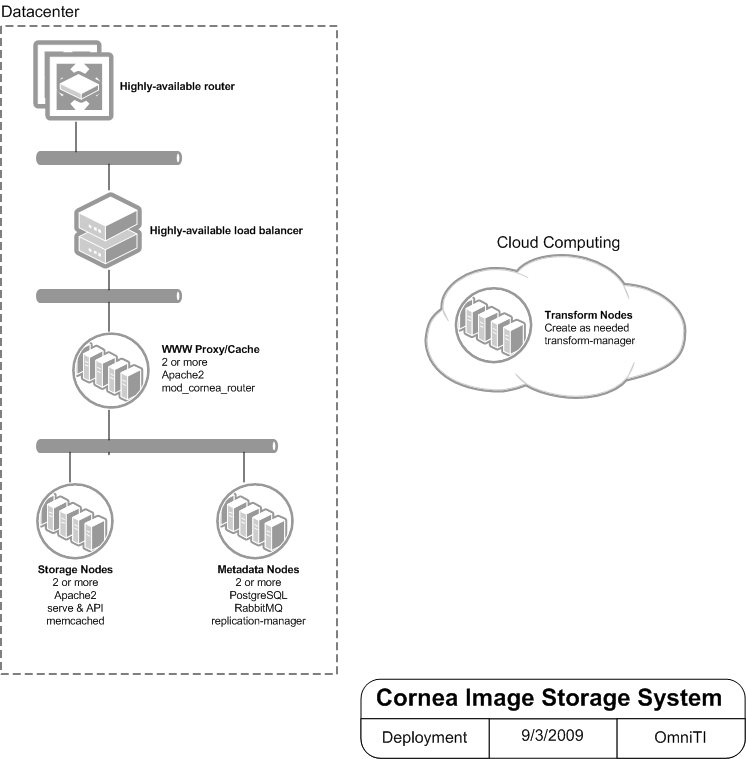 Datacenter
Highly-available router
Highly-available load balancer
WWW Proxy/Cache
2 or more
Apache2
mod_cornea_router
Storage Nodes
2 or more
Apache2
serve & API
memcached
Metadata Nodes
2 or more
PostgreSQL
RabbitMQ
replication-manager
Cloud Computing
Transform Nodes
Create as needed
transform-manager
Cornea Image Storage System
Deployment
9/3/2009
OmniTI